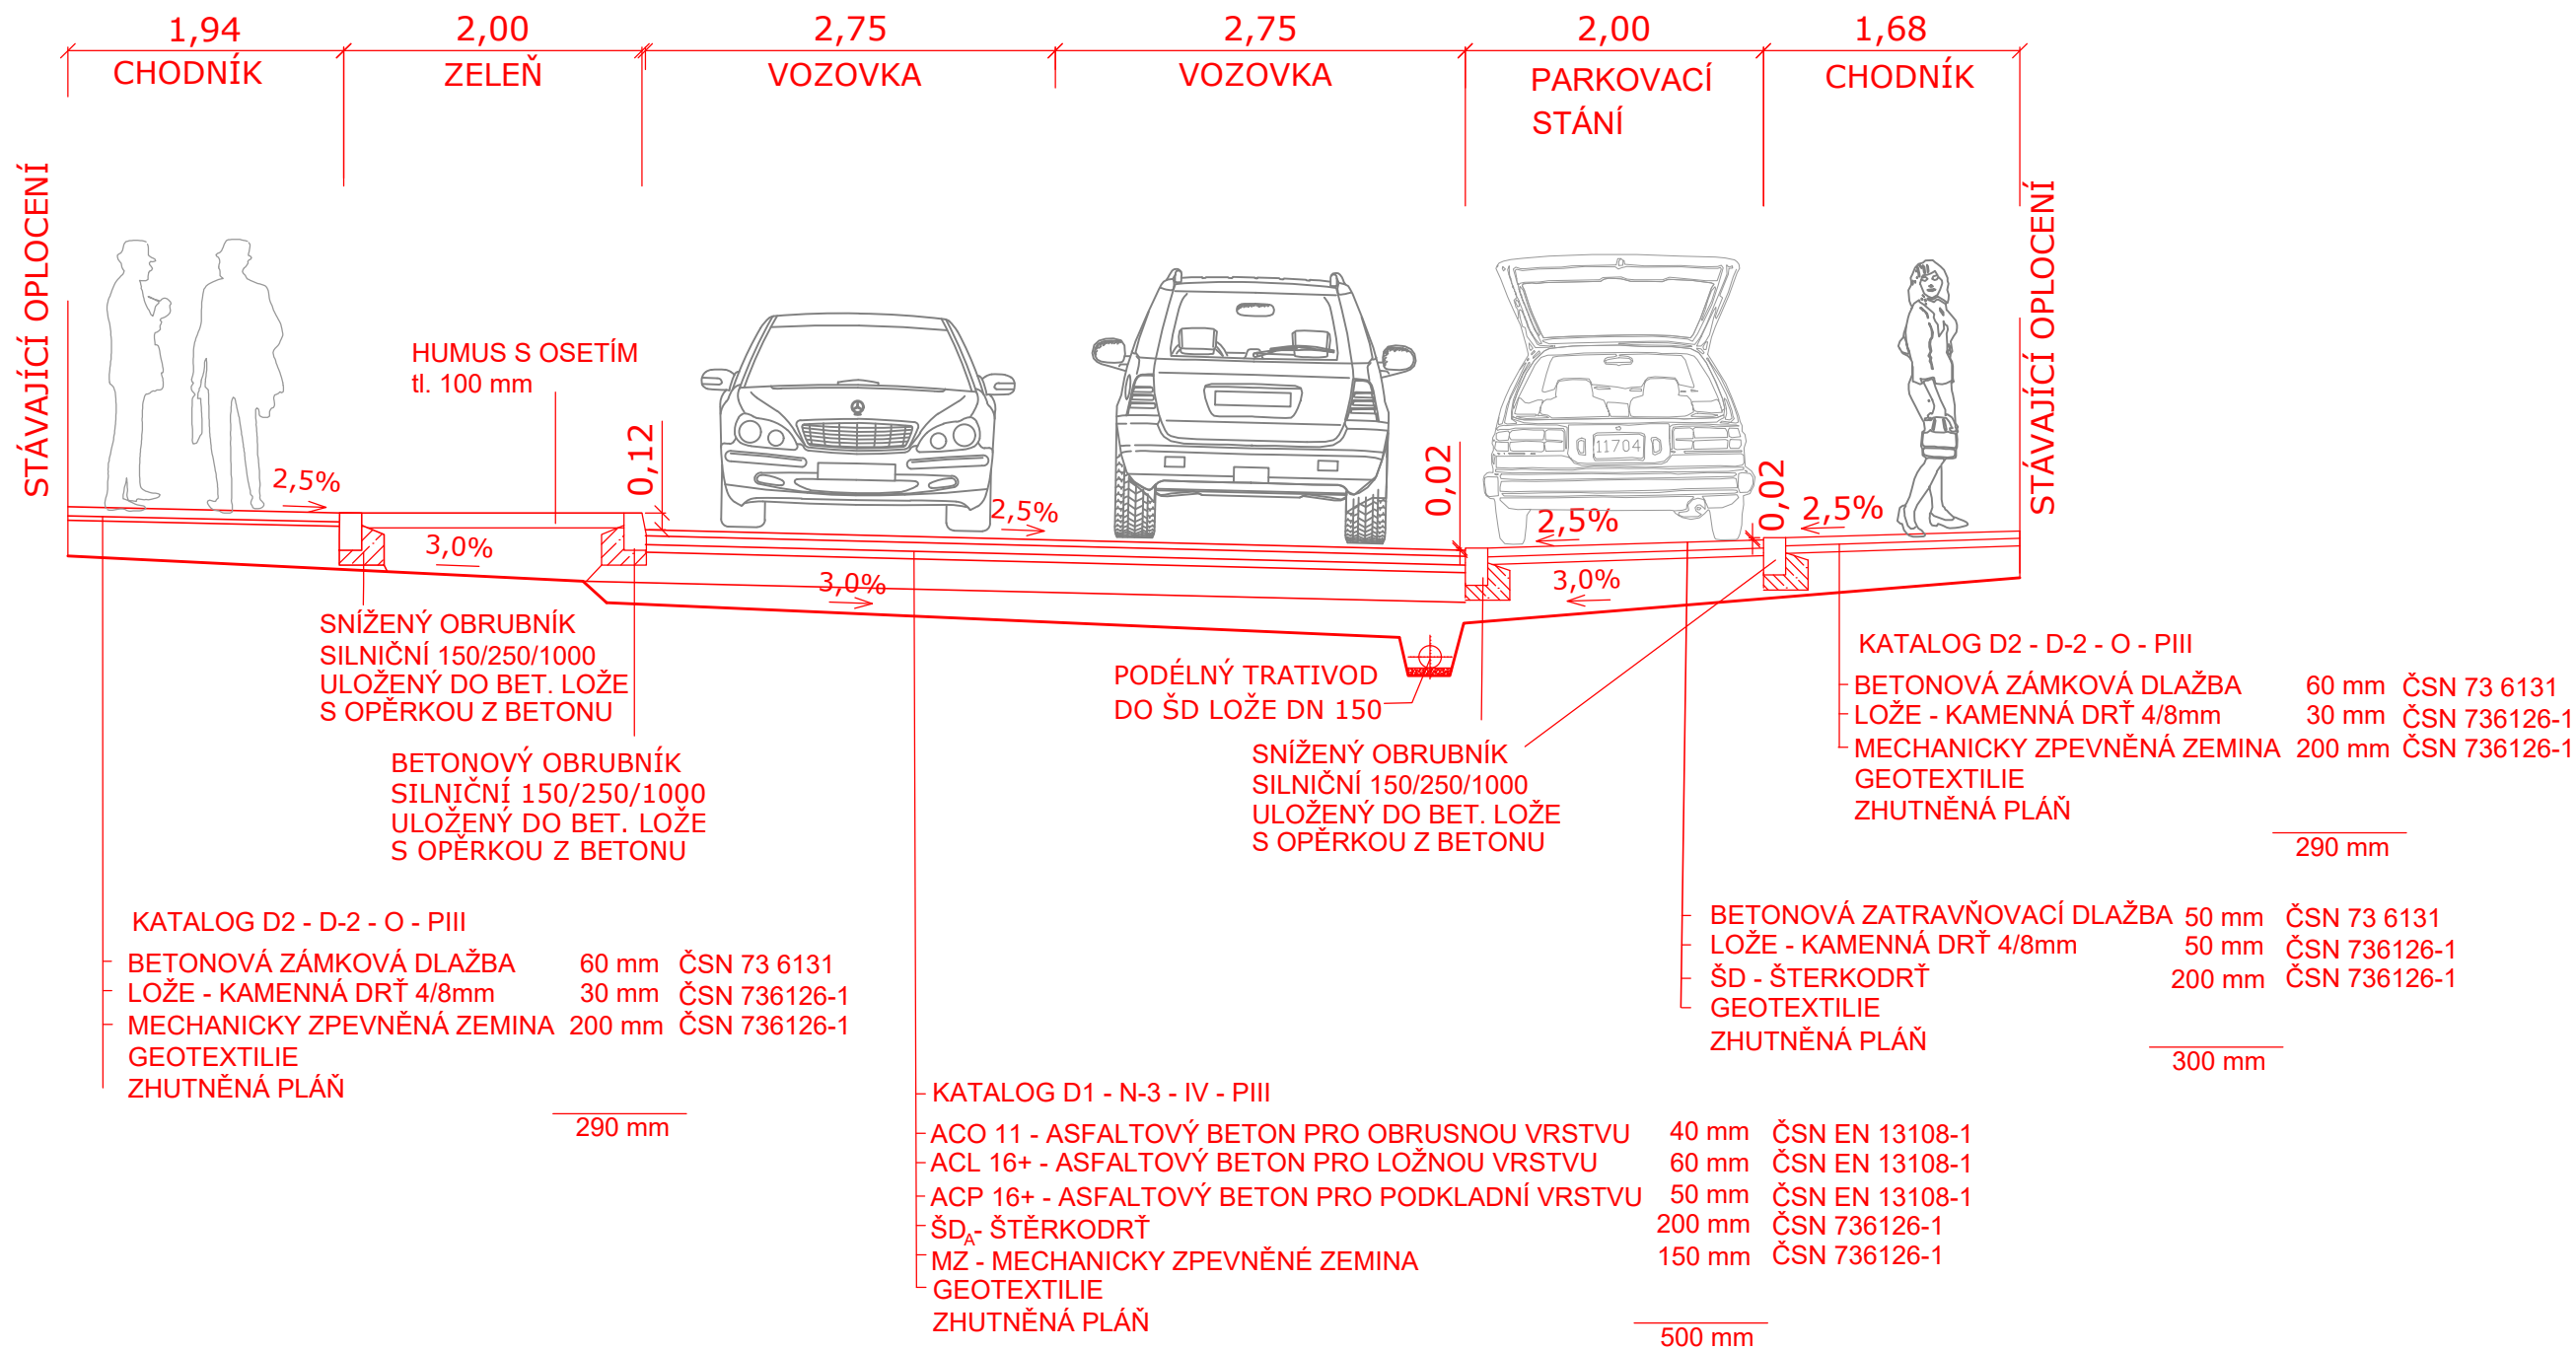 1,94 2,00 2,75 2,75 2,00 1,68
CHODNÍK ZELEŇ VOZOVKA VOZOVKA PARKOVACÍ CHODNÍK
STÁNÍ
STÁVAJÍCÍ OPLOCENÍ
STÁVAJÍCÍ OPLOCENÍ
HUMUS S OSETÍM
tl. 100 mm
0,12
0,02
0,02
11704
2,5%
2,5%
2,5%
2,5%
3,0%
3,0%
3,0%
SNÍŽENÝ OBRUBNÍK
SILNIČNÍ 150/250/1000
ULOŽENÝ DO BET. LOŽE
S OPĚRKOU Z BETONU
BETONOVÝ OBRUBNÍK
SILNIČNÍ 150/250/1000
ULOŽENÝ DO BET. LOŽE
S OPĚRKOU Z BETONU
PODÉLNÝ TRATIVOD
DO ŠD LOŽE DN 150
SNÍŽENÝ OBRUBNÍK
SILNIČNÍ 150/250/1000
ULOŽENÝ DO BET. LOŽE
S OPĚRKOU Z BETONU
KATALOG D2 - D-2 - O - PIII
BETONOVÁ ZÁMKOVÁ DLAŽBA 60 mm ČSN 73 6131
LOŽE - KAMENNÁ DRŤ 4/8mm 30 mm ČSN 736126-1
MECHANICKY ZPEVNĚNÁ ZEMINA 200 mm ČSN 736126-1
GEOTEXTILIE
ZHUTNĚNÁ PLÁŇ
290 mm
BETONOVÁ ZATRAVŇOVACÍ DLAŽBA 50 mm ČSN 73 6131
LOŽE - KAMENNÁ DRŤ 4/8mm 50 mm ČSN 736126-1
ŠD - ŠTERKODRŤ 200 mm ČSN 736126-1
GEOTEXTILIE
ZHUTNĚNÁ PLÁŇ
300 mm
KATALOG D2 - D-2 - O - PIII
BETONOVÁ ZÁMKOVÁ DLAŽBA 60 mm ČSN 73 6131
LOŽE - KAMENNÁ DRŤ 4/8mm 30 mm ČSN 736126-1
MECHANICKY ZPEVNĚNÁ ZEMINA 200 mm ČSN 736126-1
GEOTEXTILIE
ZHUTNĚNÁ PLÁŇ
290 mm
KATALOG D1 - N-3 - IV - PIII
ACO 11 - ASFALTOVÝ BETON PRO OBRUSNOU VRSTVU 40 mm ČSN EN 13108-1
ACL 16+ - ASFALTOVÝ BETON PRO LOŽNOU VRSTVU 60 mm ČSN EN 13108-1
ACP 16+ - ASFALTOVÝ BETON PRO PODKLADNÍ VRSTVU 50 mm ČSN EN 13108-1
ŠDA- ŠTĚRKODRŤ 200 mm ČSN 736126-1
MZ - MECHANICKY ZPEVNĚNÉ ZEMINA 150 mm ČSN 736126-1
GEOTEXTILIE
ZHUTNĚNÁ PLÁŇ
500 mm